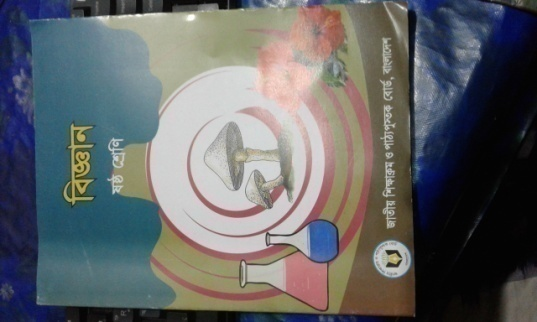 বিজ্ঞান
ষষ্ঠ শ্রেণি
জাতীয় শিক্ষাক্রম ও পাঠ্যপুস্তক বোর্ড, বাংলাদেশ